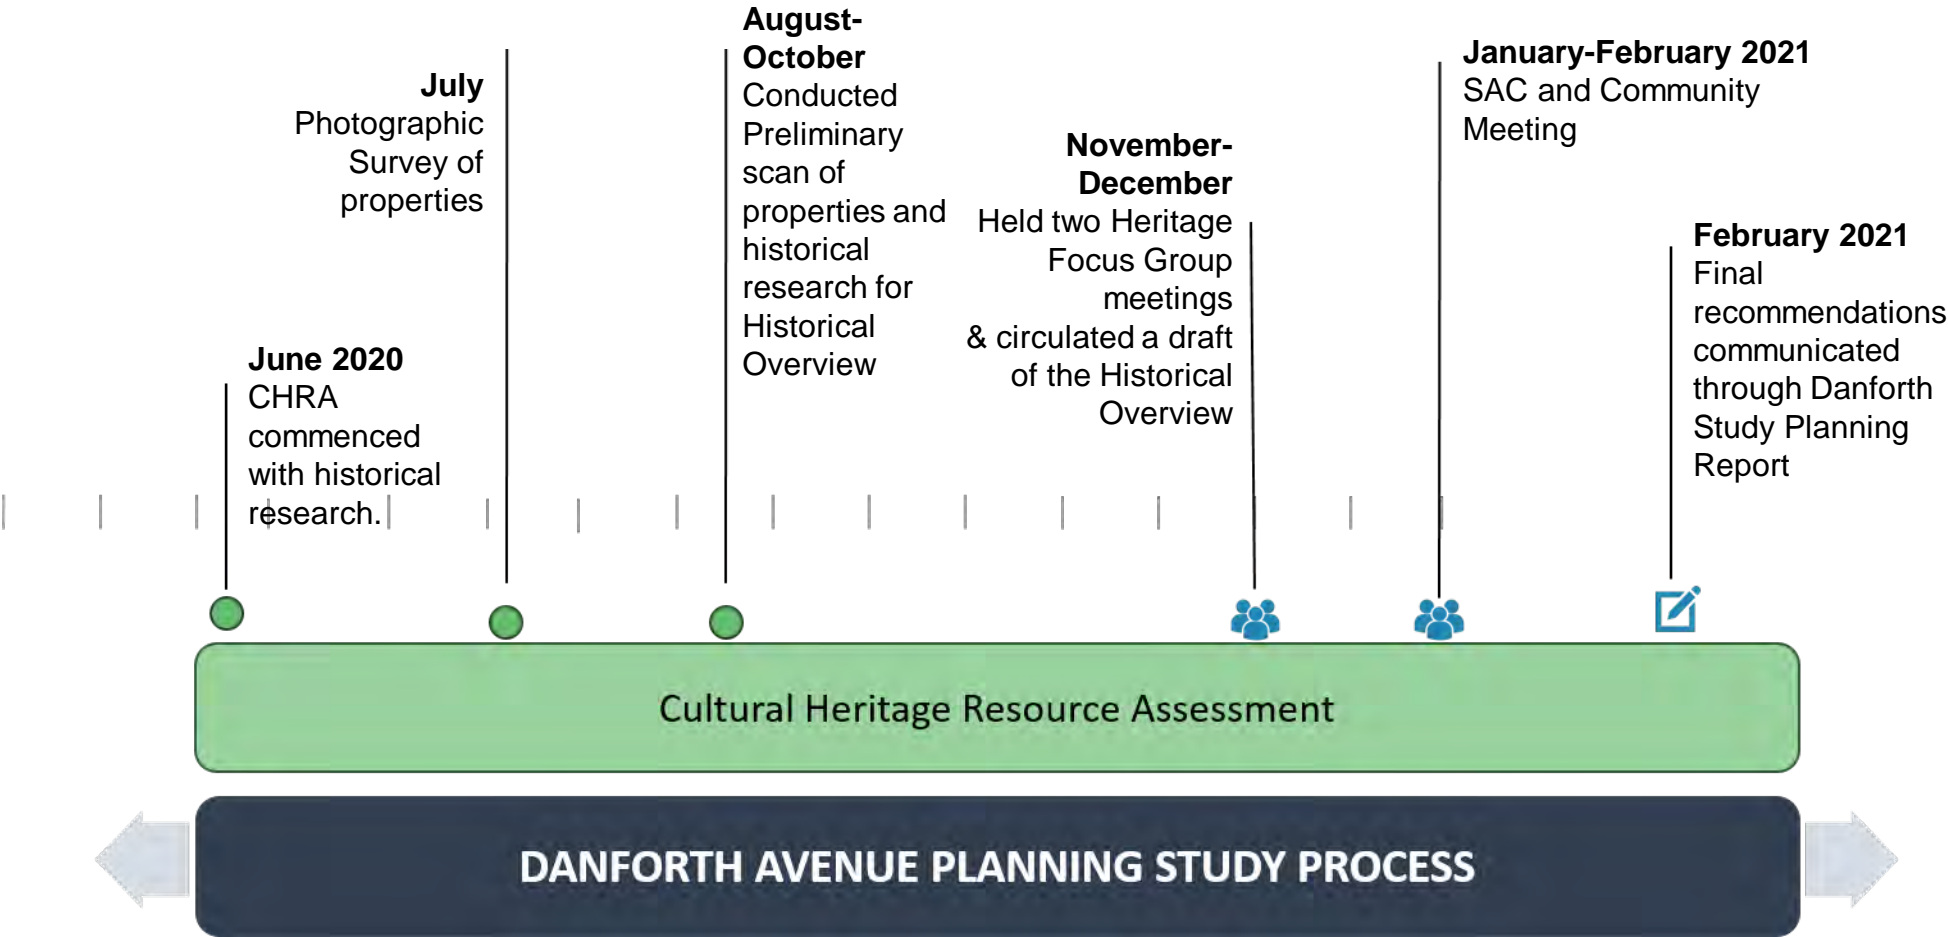 June 2020
CHRA
commenced
with historical
research.
July
Photographic
Survey of
properties
August-
October
Conducted
Preliminary
scan of
properties and
historical
research for
Historical
Overview
November-
December
Held two Heritage
Focus Group
meetings
& circulated a draft
of the Historical
Overview
January-February 2021
SAC and Community
Meeting
February 2021
Final
recommendations
communicated
through Danforth
Study Planning
Report
Cultural Heritage Resource Assessment
DANFORTH AVENUE PLANNING STUDY PROCESS